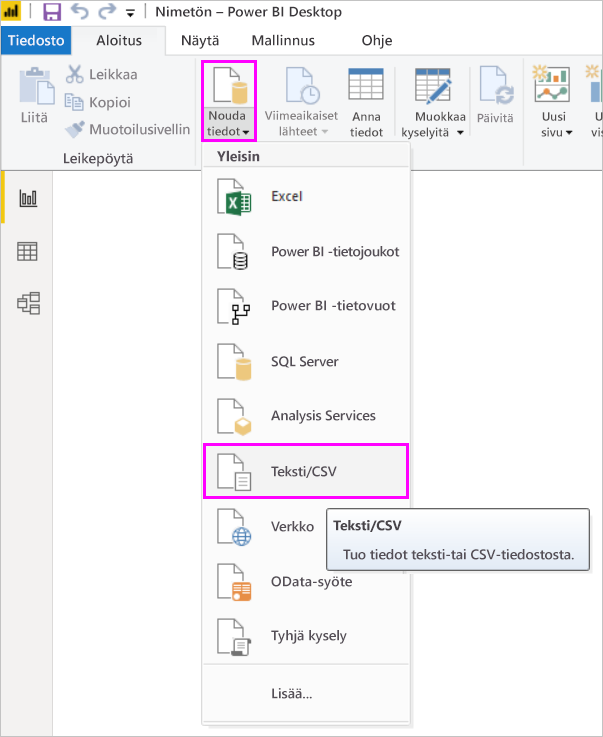 Nimetön – Power BI Desktop
Tiedosto Aloitus Näytä Mallinnus Ohje
Liitä
Leikkaa
Kopioi
Muotoilusivellin
Leikepöytä
Nouda
tiedot
Viimeaikaiset
lähteet
Anna
tiedot
Muokkaa
kyselyitä
Päivitä
Uusi
sivu
Yleisin
Excel
Power BI -tietojoukot
Power BI -tietovuot
SQL Server
Analysis Services
Teksti/CSV
Verkko
Teksti/CSV
Tuo tiedot teksti-tai CSV-tiedostosta.
OData-syöte
Tyhjä kysely
Lisää...